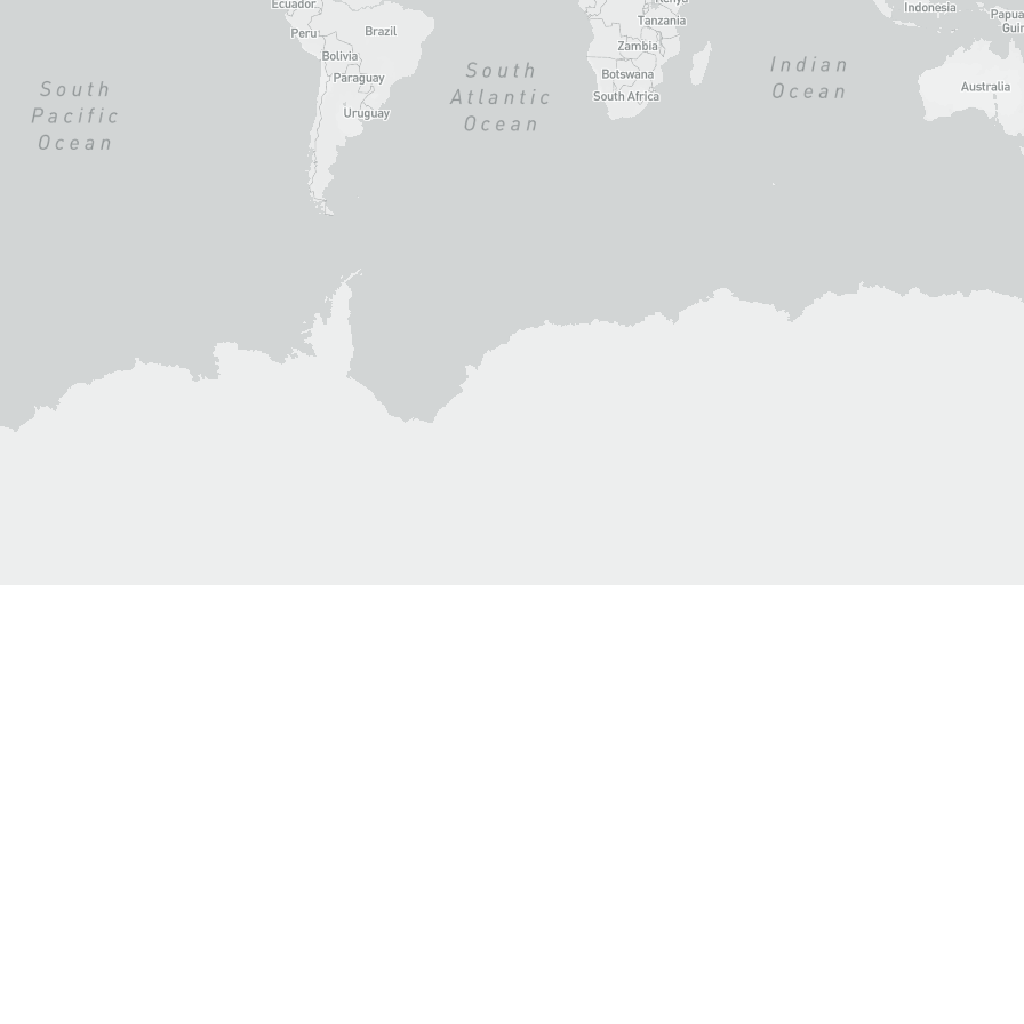 Ecuador
Kenya
Indonesia
Papua
Guin
Tanzania
Peru
Brazil
Zambia
Bolivia
Paraguay
Botswana
South Africa
Uruguay
Australia
South
Pacific
Ocean
South
Atlantic
Ocean
Indian
Ocean